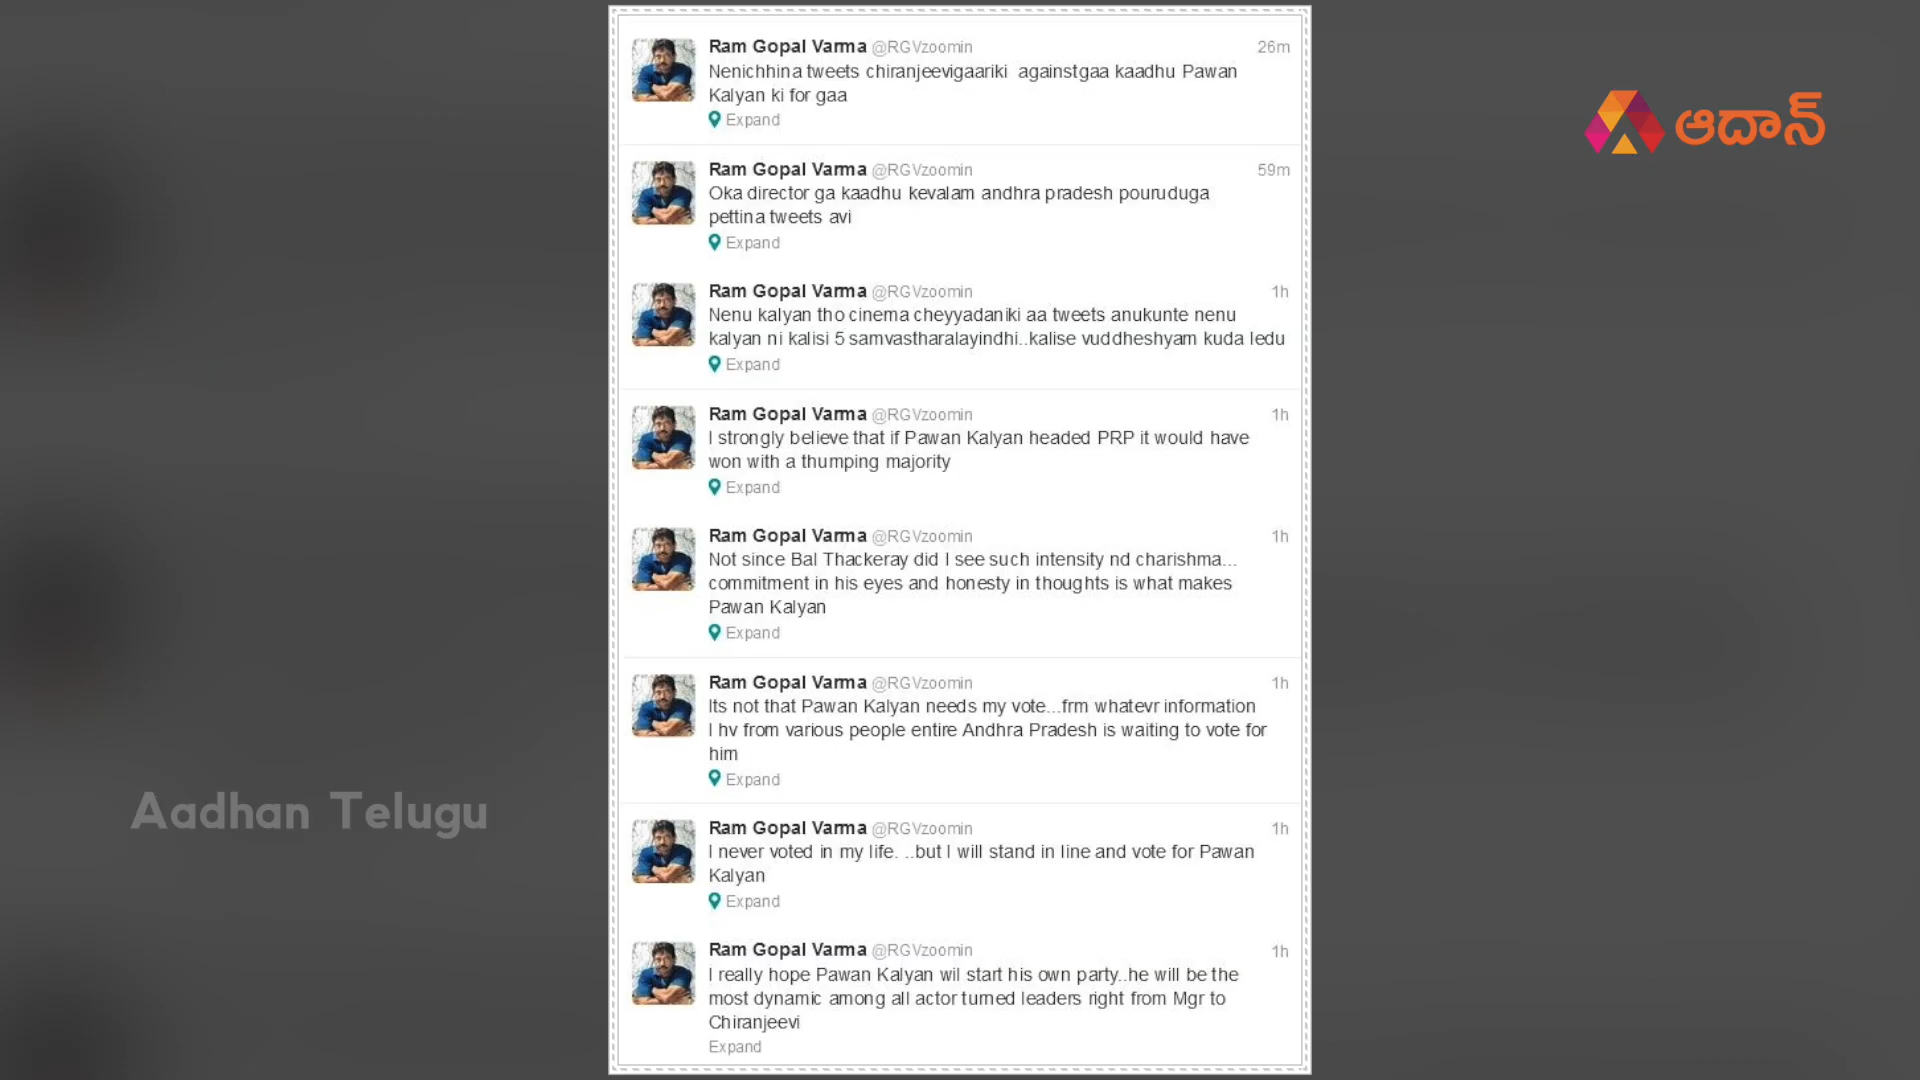 Ram Gopal Varma @RGVzoomin 26m
Nenichhina tweets chiranjeevigaariki againstgaa kaadhu Pawan
Kalyan ki for gaa
Expand
Ram Gopal Varma @RGVzoomin 59m
Oka director ga kaadhu kevalam andhra pradesh pouruduga
pettina tweets avi
Expand
Ram Gopal Varma @RGVzoomin 1h
Nenu kalyan tho cinema cheyyadaniki aa tweets anukunte nenu
kalyan ni kalisi 5 samvastharalayindhi..kalise vuddheshyam kuda ledu
Expand
Ram Gopal Varma @RGVzoomin 1h
I strongly believe that if Pawan Kalyan headed PRP it would have
won with a thumping majority
Expand
Ram Gopal Varma @RGVzoomin 1h
Not since Bal Thackeray did I see such intensity nd charishma...
commitment in his eyes and honesty in thoughts is what makes
Pawan Kalyan
Expand
Ram Gopal Varma @RGVzoomin 1h
Its not that Pawan Kalyan needs my vote...frm whatevr information
I hv from various people entire Andhra Pradesh is waiting to vote for
him
Expand
Ram Gopal Varma @RGVzoomin 1h
I never voted in my life. ..but I will stand in line and vote for Pawan
Kalyan
Expand
Ram Gopal Varma @RGVzoomin 1h
I really hope Pawan Kalyan wil start his own party..he will be the
most dynamic among all actor turned leaders right from Mgr to
Chiranjeevi
Expand
ఆదాన్
Aadhan Telugu